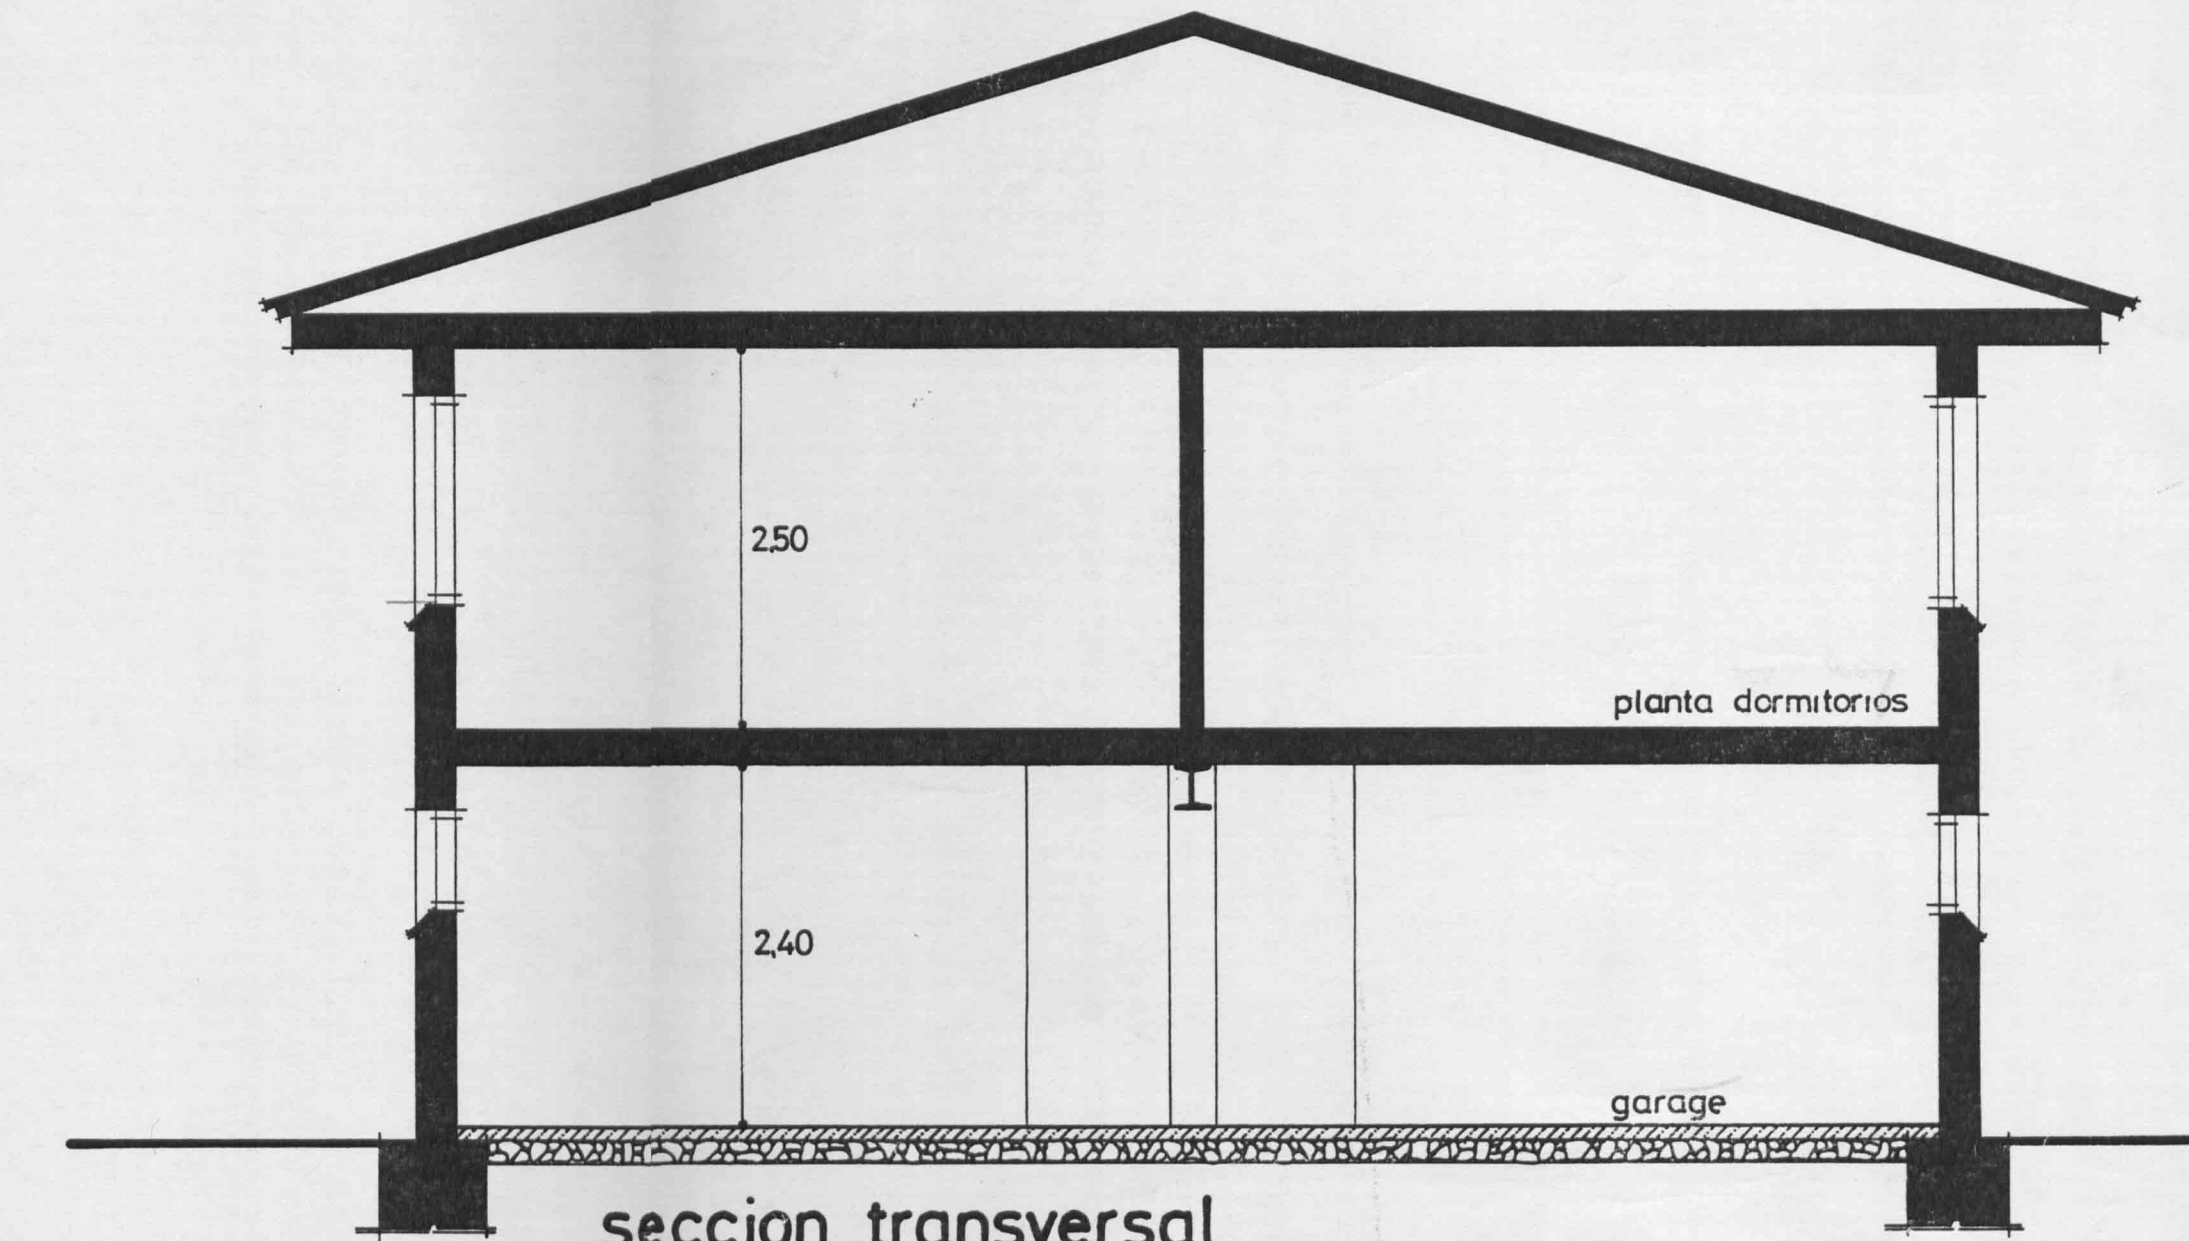 2,50
planta dormitorios
2,40
garage
seccion transversal